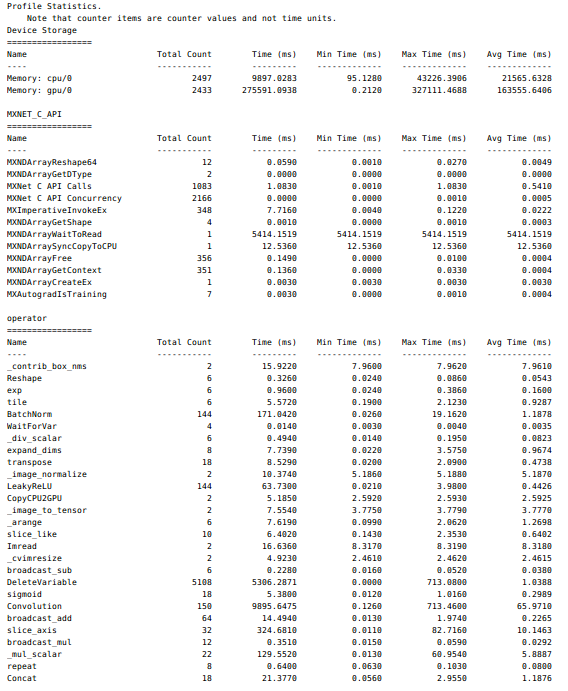 Profile Statistics.
    Note that counter items are counter values and not time units.
Device Storage
=================
Name                          Total Count        Time (ms)    Min Time (ms)    Max Time (ms)    Avg Time (ms)
----                          -----------        ---------    -------------    -------------    -------------
Memory: cpu/0                        2497        9897.0283          95.1280       43226.3906       21565.6328
Memory: gpu/0                        2433      275591.0938           0.2120      327111.4688      163555.6406

MXNET_C_API
=================
Name                          Total Count        Time (ms)    Min Time (ms)    Max Time (ms)    Avg Time (ms)
----                          -----------        ---------    -------------    -------------    -------------
MXNDArrayReshape64                     12           0.0590           0.0010           0.0270           0.0049
MXNDArrayGetDType                       2           0.0000           0.0000           0.0000           0.0000
MXNet C API Calls                    1083           1.0830           0.0010           1.0830           0.5410
MXNet C API Concurrency              2166           0.0000           0.0000           0.0010           0.0005
MXImperativeInvokeEx                  348           7.7160           0.0040           0.1220           0.0222
MXNDArrayGetShape                       4           0.0010           0.0000           0.0010           0.0003
MXNDArrayWaitToRead                     1        5414.1519        5414.1519        5414.1519        5414.1519
MXNDArraySyncCopyToCPU                  1          12.5360          12.5360          12.5360          12.5360
MXNDArrayFree                         356           0.1490           0.0000           0.0100           0.0004
MXNDArrayGetContext                   351           0.1360           0.0000           0.0330           0.0004
MXNDArrayCreateEx                       1           0.0030           0.0030           0.0030           0.0030
MXAutogradIsTraining                    7           0.0030           0.0000           0.0010           0.0004

operator
=================
Name                          Total Count        Time (ms)    Min Time (ms)    Max Time (ms)    Avg Time (ms)
----                          -----------        ---------    -------------    -------------    -------------
_contrib_box_nms                        2          15.9220           7.9600           7.9620           7.9610
Reshape                                 6           0.3260           0.0240           0.0860           0.0543
exp                                     6           0.9600           0.0240           0.3860           0.1600
tile                                    6           5.5720           0.1900           2.1230           0.9287
BatchNorm                             144         171.0420           0.0260          19.1620           1.1878
WaitForVar                              4           0.0140           0.0030           0.0040           0.0035
_div_scalar                             6           0.4940           0.0140           0.1950           0.0823
expand_dims                             8           7.7390           0.0220           3.5750           0.9674
transpose                              18           8.5290           0.0200           2.0900           0.4738
_image_normalize                        2          10.3740           5.1860           5.1880           5.1870
LeakyReLU                             144          63.7300           0.0210           3.9800           0.4426
CopyCPU2GPU                             2           5.1850           2.5920           2.5930           2.5925
_image_to_tensor                        2           7.5540           3.7750           3.7790           3.7770
_arange                                 6           7.6190           0.0990           2.0620           1.2698
slice_like                             10           6.4020           0.1430           2.3530           0.6402
Imread                                  2          16.6360           8.3170           8.3190           8.3180
_cvimresize                             2           4.9230           2.4610           2.4620           2.4615
broadcast_sub                           6           0.2280           0.0160           0.0520           0.0380
DeleteVariable                       5108        5306.2871           0.0000         713.0800           1.0388
sigmoid                                18           5.3800           0.0120           1.0160           0.2989
Convolution                           150        9895.6475           0.1260         713.4600          65.9710
broadcast_add                          64          14.4940           0.0130           1.9740           0.2265
slice_axis                             32         324.6810           0.0110          82.7160          10.1463
broadcast_mul                          12           0.3510           0.0150           0.0590           0.0292
_mul_scalar                            22         129.5520           0.0130          60.9540           5.8887
repeat                                  8           0.6400           0.0630           0.1030           0.0800
Concat                                 18          21.3770           0.0560           2.9550           1.1876